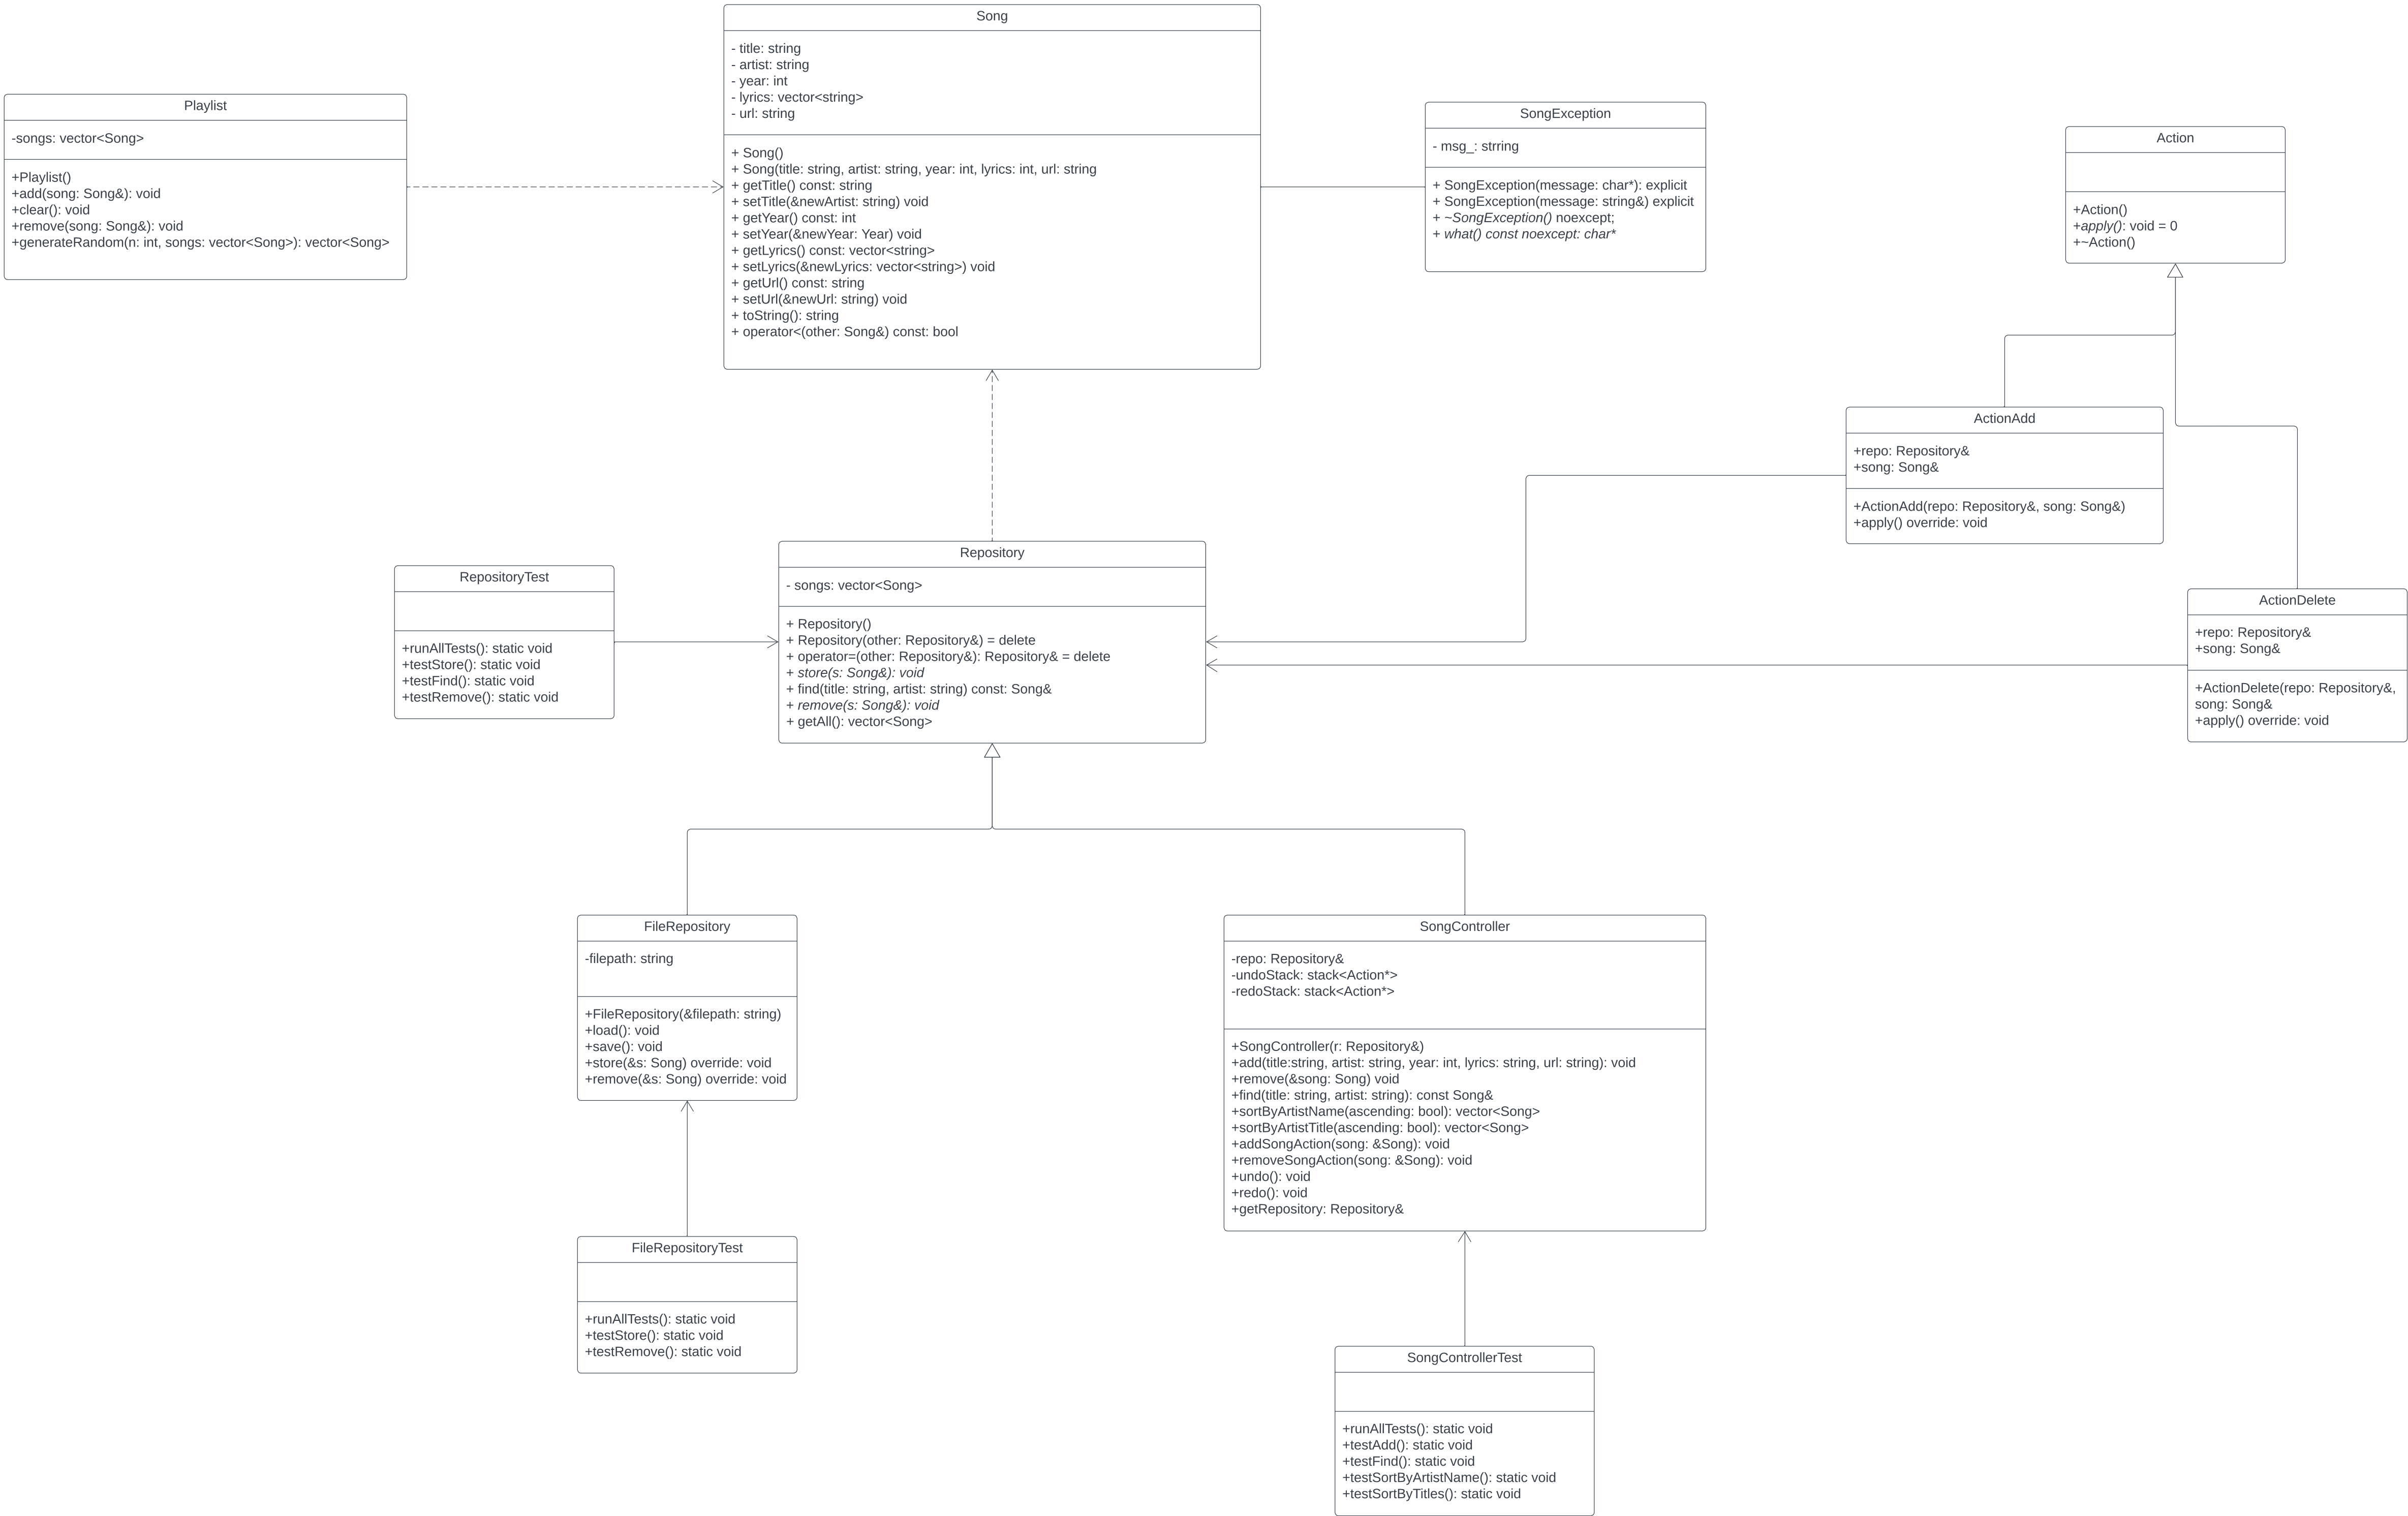 Song
- title: string
- artist: string
- year: int
- lyrics: vector<string>
- url: string
+ Song()
+ Song(title: string, artist: string, year: int, lyrics: int, url: string
+ getTitle() const: string
+ setTitle(&newArtist: string) void
+ getYear() const: int
+ setYear(&newYear: Year) void
+ getLyrics() const: vector<string>
+ setLyrics(&newLyrics: vector<string>) void
+ getUrl() const: string
+ setUrl(&newUrl: string) void
+ toString(): string
+ operator<(other: Song&) const: bool
Playlist
-songs: vector<Song>
+Playlist()
+add(song: Song&): void
+clear(): void
+remove(song: Song&): void
+generateRandom(n: int, songs: vector<Song>): vector<Song>
SongException
- msg_: strring
+ SongException(message: char*): explicit
+ SongException(message: string&) explicit
+ ~SongException() noexcept;
+ what() const noexcept: char*
Action
+Action()
+apply(): void = 0
+~Action()
ActionAdd
+repo: Repository&
+song: Song&
+ActionAdd(repo: Repository&, song: Song&)
+apply() override: void
Repository
- songs: vector<Song>
+ Repository()
+ Repository(other: Repository&) = delete
+ operator=(other: Repository&): Repository& = delete
+ store(s: Song&): void
+ find(title: string, artist: string) const: Song&
+ remove(s: Song&): void
+ getAll(): vector<Song>
RepositoryTest
+runAllTests(): static void
+testStore(): static void
+testFind(): static void
+testRemove(): static void
ActionDelete
+repo: Repository&
+song: Song&
+ActionDelete(repo: Repository&,
song: Song&
+apply() override: void
FileRepository
-filepath: string
+FileRepository(&filepath: string)
+load(): void
+save(): void
+store(&s: Song) override: void
+remove(&s: Song) override: void
SongController
-repo: Repository&
-undoStack: stack<Action*>
-redoStack: stack<Action*>
+SongController(r: Repository&)
+add(title:string, artist: string, year: int, lyrics: string, url: string): void
+remove(&song: Song) void
+find(title: string, artist: string): const Song&
+sortByArtistName(ascending: bool): vector<Song>
+sortByArtistTitle(ascending: bool): vector<Song>
+addSongAction(song: &Song): void
+removeSongAction(song: &Song): void
+undo(): void
+redo(): void
+getRepository: Repository&
FileRepositoryTest
+runAllTests(): static void
+testStore(): static void
+testRemove(): static void
SongControllerTest
+runAllTests(): static void
+testAdd(): static void
+testFind(): static void
+testSortByArtistName(): static void
+testSortByTitles(): static void